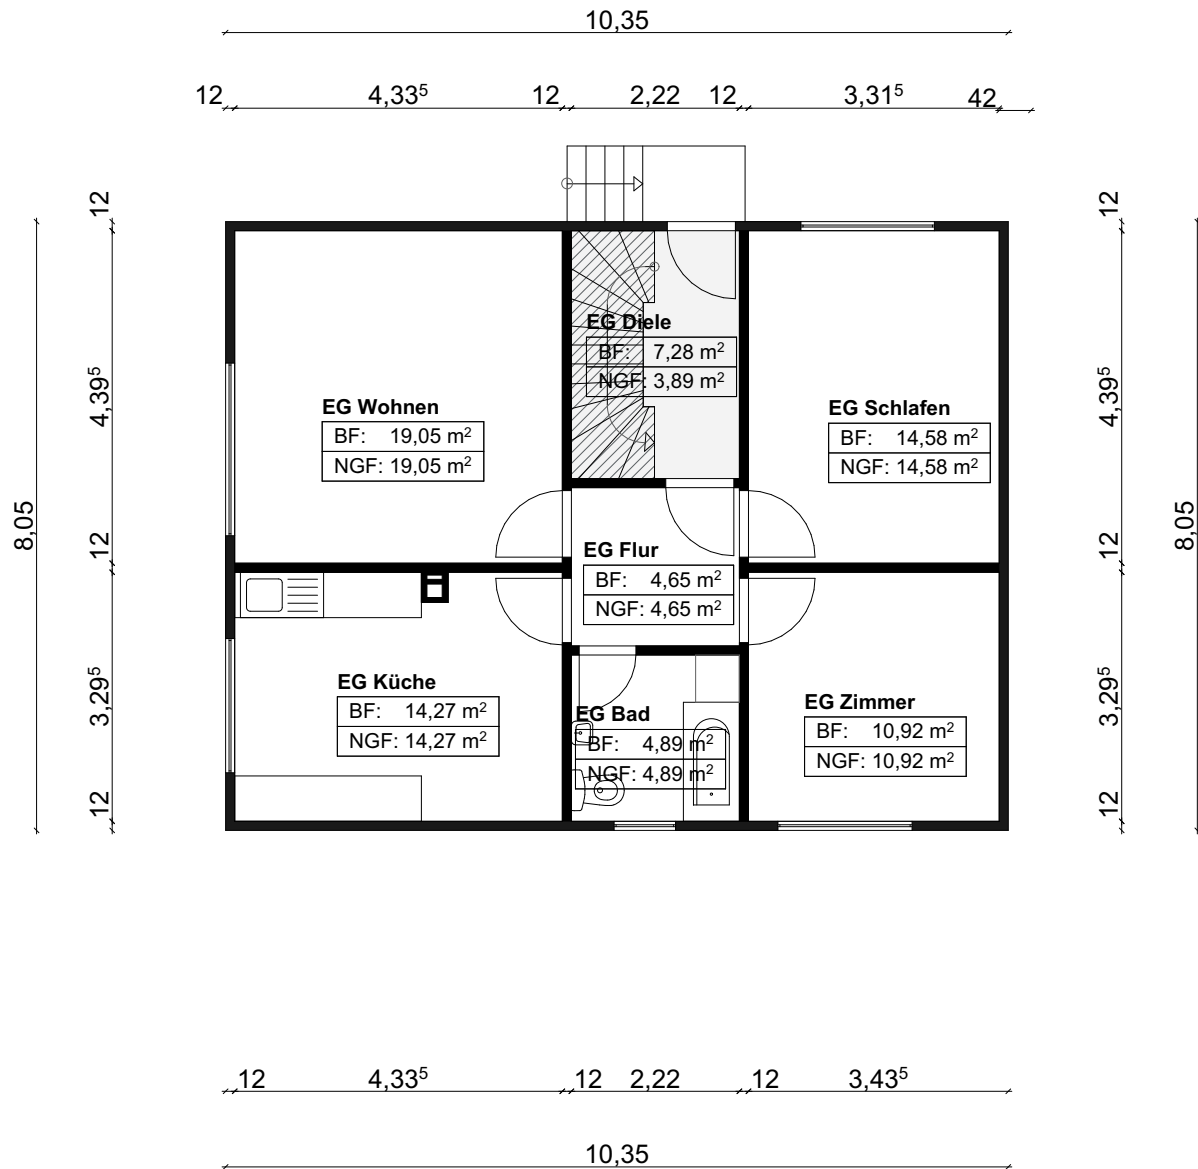 10,35
12 4,33⁵ 12 2,22 12 3,31⁵ 42
12
12
8,05
4,39⁵
4,39⁵
8,05
EG Diele
BF: 7,28 m²
NGF: 3,89 m²
EG Wohnen
BF: 19,05 m²
NGF: 19,05 m²
EG Schlafen
BF: 14,58 m²
NGF: 14,58 m²
12
12
EG Flur
BF: 4,65 m²
NGF: 4,65 m²
3,29⁵
3,29⁵
EG Küche
BF: 14,27 m²
NGF: 14,27 m²
EG Bad
BF: 4,89 m²
NGF: 4,89 m²
EG Zimmer
BF: 10,92 m²
NGF: 10,92 m²
12
12
12 4,33⁵ 12 2,22 12 3,43⁵
10,35